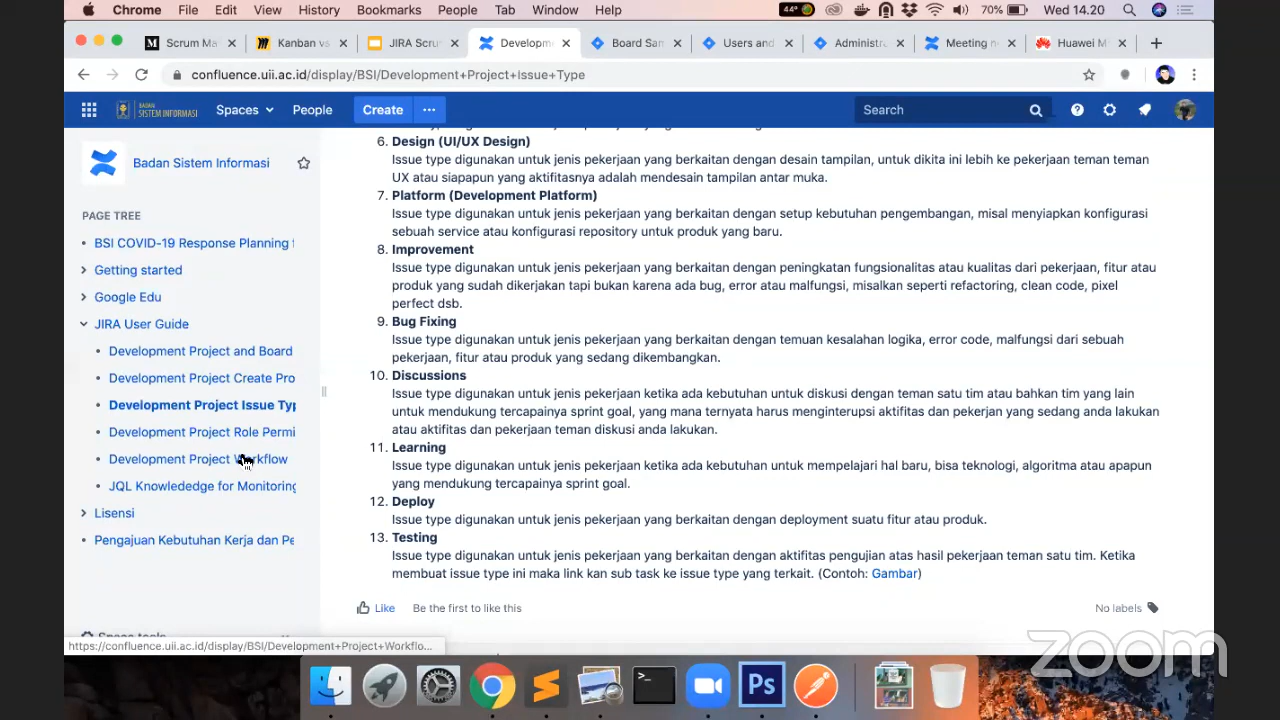 Chrome File Edit View History Bookmarks People Tab Window Help 44° 70% Wed 14.20
Scrum Ma Kanban vs JIRA Scru Developm Board San Users and Administra Meeting n Huawei M
confluence.uii.ac.id/display/BSI/Development+Project+Issue+Type
BADAN SISTEM INFORMASI Spaces People Create Search
Badan Sistem Informasi
PAGE TREE
BSI COVID-19 Response Planning f
Getting started
Google Edu
JIRA User Guide
Development Project and Board
Development Project Create Pro
Development Project Issue Typ
Development Project Role Permi
Development Project Workflow
JQL Knowlededge for Monitoring
Lisensi
Pengajuan Kebutuhan Kerja dan Pe
Space tools
https://confluence.uii.ac.id/display/BSI/Development+Project+Workflo...
6. Design (UI/UX Design)
Issue type digunakan untuk jenis pekerjaan yang berkaitan dengan desain tampilan, untuk dikita ini lebih ke pekerjaan teman teman
UX atau siapapun yang aktifitasnya adalah mendesain tampilan antar muka.
7. Platform (Development Platform)
Issue type digunakan untuk jenis pekerjaan yang berkaitan dengan setup kebutuhan pengembangan, misal menyiapkan konfigurasi
sebuah service atau konfigurasi repository untuk produk yang baru.
8. Improvement
Issue type digunakan untuk jenis pekerjaan yang berkaitan dengan peningkatan fungsionalitas atau kualitas dari pekerjaan, fitur atau
produk yang sudah dikerjakan tapi bukan karena ada bug, error atau malfungsi, misalkan seperti refactoring, clean code, pixel
perfect dsb.
9. Bug Fixing
Issue type digunakan untuk jenis pekerjaan yang berkaitan dengan temuan kesalahan logika, error code, malfungsi dari sebuah
pekerjaan, fitur atau produk yang sedang dikembangkan.
10. Discussions
Issue type digunakan untuk jenis pekerjaan ketika ada kebutuhan untuk diskusi dengan teman satu tim atau bahkan tim yang lain
untuk mendukung tercapainya sprint goal, yang mana ternyata harus menginterupsi aktifitas dan pekerjan yang sedang anda lakukan
atau aktifitas dan pekerjaan teman diskusi anda lakukan.
11. Learning
Issue type digunakan untuk jenis pekerjaan ketika ada kebutuhan untuk mempelajari hal baru, bisa teknologi, algoritma atau apapun
yang mendukung tercapainya sprint goal.
12. Deploy
Issue type digunakan untuk jenis pekerjaan yang berkaitan dengan deployment suatu fitur atau produk.
13. Testing
Issue type digunakan untuk jenis pekerjaan yang berkaitan dengan aktifitas pengujian atas hasil pekerjaan teman satu tim. Ketika
membuat issue type ini maka link kan sub task ke issue type yang terkait. (Contoh: Gambar)
Like Be the first to like this No labels
Ps
zoom